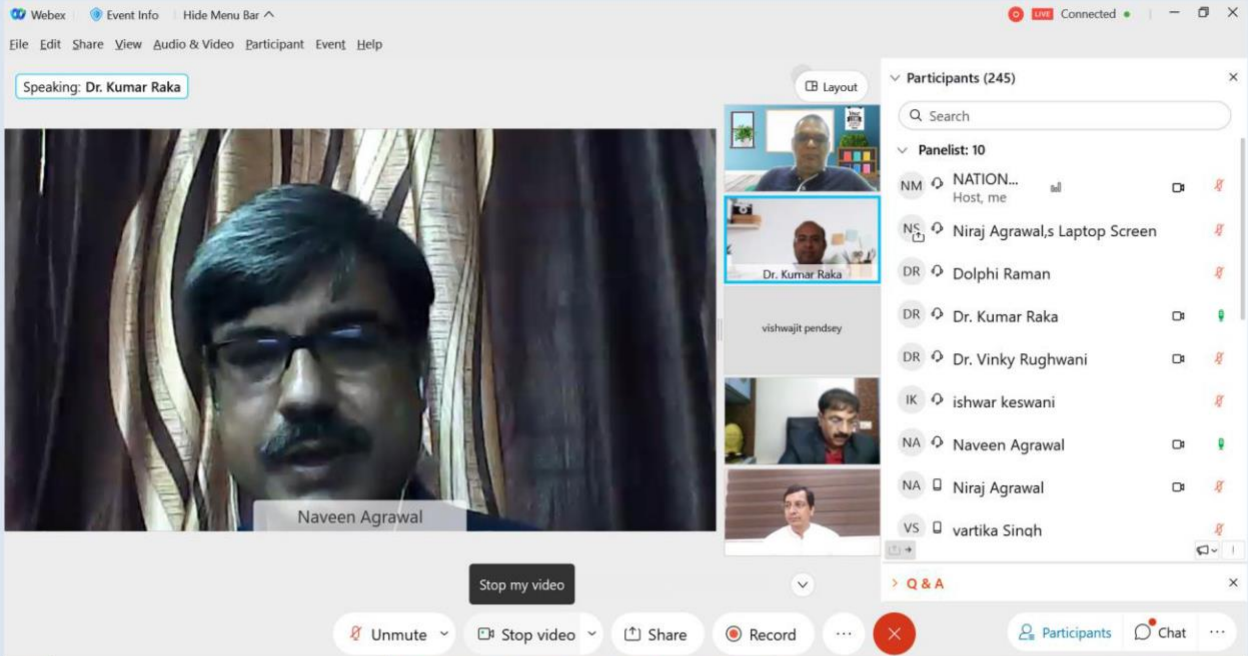 Webex
Event Info
Hide Menu Bar
LIVE
Connected
File Edit Share View Audio & Video Participant Event Help
Speaking: Dr. Kumar Raka
Layout
Naveen Agrawal
Dr. Kumar Raka
vishwajit pendsey
Participants (245)
Search
Panelist: 10
NM NATION...
Host, me
NS Niraj Agrawal,s Laptop Screen
DR Dolphi Raman
DR Dr. Kumar Raka
DR Dr. Vinky Rughwani
IK ishwar keswani
NA Naveen Agrawal
NA Niraj Agrawal
VS vartika Singh
Q & A
Stop my video
Unmute
Stop video
Share
Record
Participants
Chat